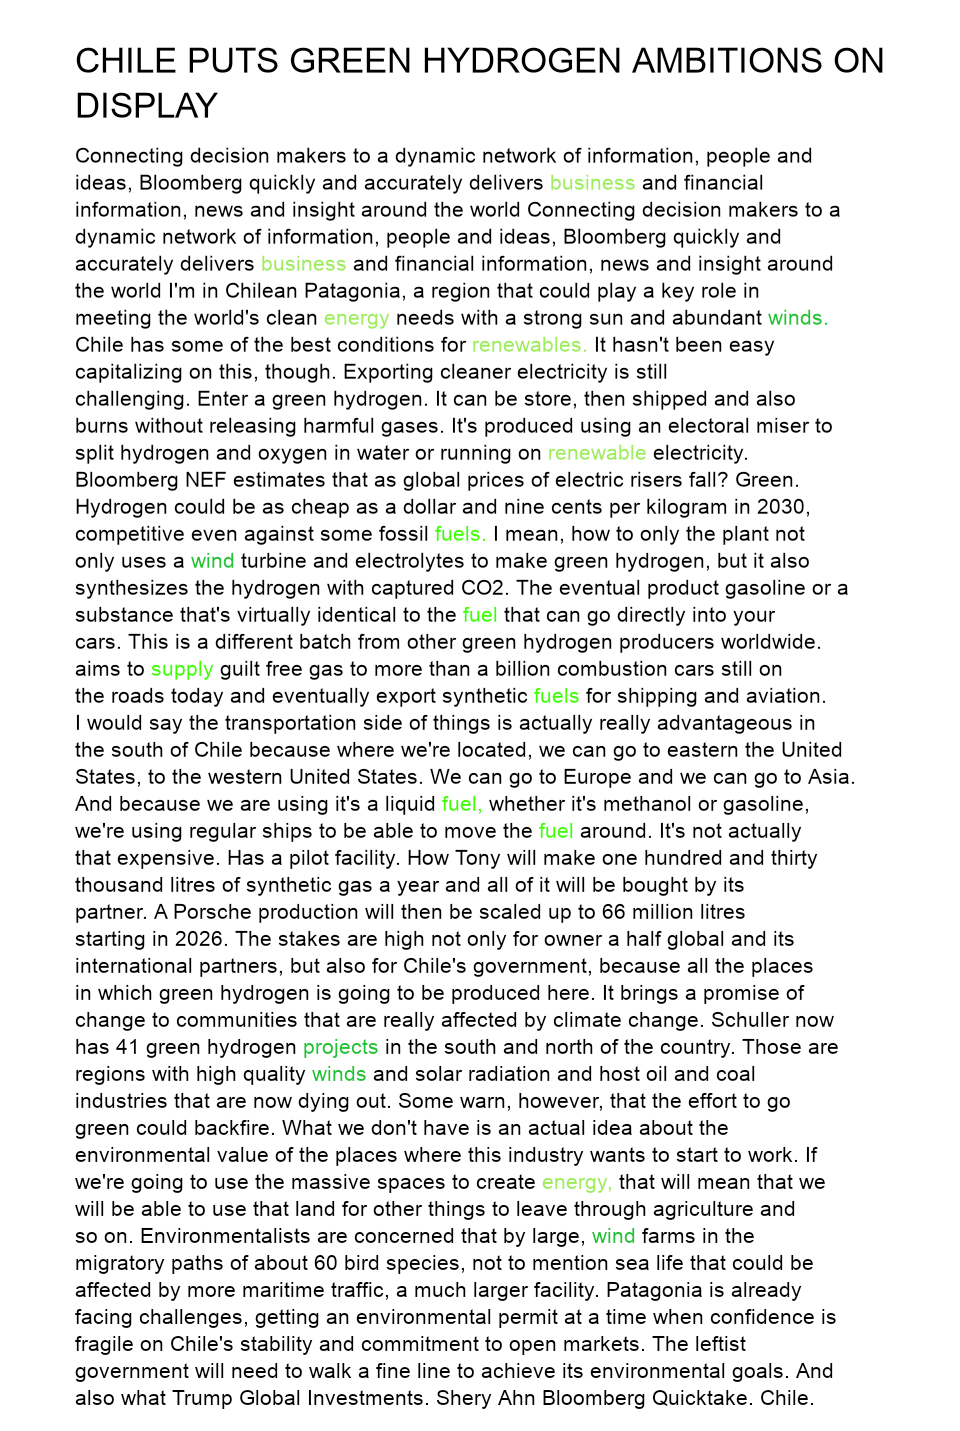 CHILE PUTS GREEN HYDROGEN AMBITIONS ON
DISPLAY
Connecting decision makers to a dynamic network of information, people and
ideas, Bloomberg quickly and accurately delivers business and financial
information, news and insight around the world Connecting decision makers to a
dynamic network of information, people and ideas, Bloomberg quickly and
accurately delivers business and financial information, news and insight around
the world I'm in Chilean Patagonia, a region that could play a key role in
meeting the world's clean energy needs with a strong sun and abundant winds.
Chile has some of the best conditions for renewables. It hasn't been easy
capitalizing on this, though. Exporting cleaner electricity is still
challenging. Enter a green hydrogen. It can be store, then shipped and also
burns without releasing harmful gases. It's produced using an electoral miser to
split hydrogen and oxygen in water or running on renewable electricity.
Bloomberg NEF estimates that as global prices of electric risers fall? Green.
Hydrogen could be as cheap as a dollar and nine cents per kilogram in 2030,
competitive even against some fossil fuels. I mean, how to only the plant not
only uses a wind turbine and electrolytes to make green hydrogen, but it also
synthesizes the hydrogen with captured CO2. The eventual product gasoline or a
substance that's virtually identical to the fuel that can go directly into your
cars. This is a different batch from other green hydrogen producers worldwide.
aims to supply guilt free gas to more than a billion combustion cars still on
the roads today and eventually export synthetic fuels for shipping and aviation.
I would say the transportation side of things is actually really advantageous in
the south of Chile because where we're located, we can go to eastern the United
States, to the western United States. We can go to Europe and we can go to Asia.
And because we are using it's a liquid fuel, whether it's methanol or gasoline,
we're using regular ships to be able to move the fuel around. It's not actually
that expensive. Has a pilot facility. How Tony will make one hundred and thirty
thousand litres of synthetic gas a year and all of it will be bought by its
partner. A Porsche production will then be scaled up to 66 million litres
starting in 2026. The stakes are high not only for owner a half global and its
international partners, but also for Chile's government, because all the places
in which green hydrogen is going to be produced here. It brings a promise of
change to communities that are really affected by climate change. Schuller now
has 41 green hydrogen projects in the south and north of the country. Those are
regions with high quality winds and solar radiation and host oil and coal
industries that are now dying out. Some warn, however, that the effort to go
green could backfire. What we don't have is an actual idea about the
environmental value of the places where this industry wants to start to work. If
we're going to use the massive spaces to create energy, that will mean that we
will be able to use that land for other things to leave through agriculture and
so on. Environmentalists are concerned that by large, wind farms in the
migratory paths of about 60 bird species, not to mention sea life that could be
affected by more maritime traffic, a much larger facility. Patagonia is already
facing challenges, getting an environmental permit at a time when confidence is
fragile on Chile's stability and commitment to open markets. The leftist
government will need to walk a fine line to achieve its environmental goals. And
also what Trump Global Investments. Shery Ahn Bloomberg Quicktake. Chile.